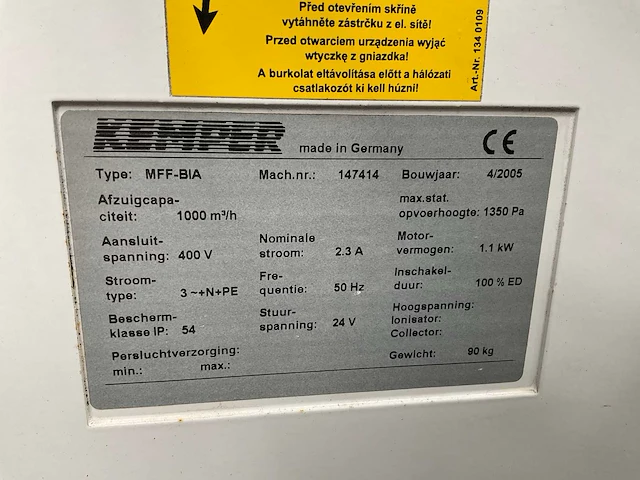 Před otevřením skříně
vytáhněte zástrčku z el. sítě!
Przed otwarciem urządzenia wyjąć
wtyczkę z gniazdka!
A burkolat eltávolítása előtt a hálózati
csatlakozót ki kell húzni!
Art.-Nr. 134 0109
KEMPER made in Germany CE
Type: MFF-BIA Mach.nr.: 147414 Bouwjaar: 4/2005
Afzuigcapa-
citeit: 1000 m³/h
max.stat.
opvoerhoogte: 1350 Pa
Aansluit-
spanning: 400 V
Nominale
stroom: 2.3 A
Motor-
vermogen: 1.1 kW
Stroom-
type: 3 ~+N+PE
Fre-
quentie: 50 Hz
Inschakel-
duur: 100 % ED
Bescherm-
klasse IP: 54
Stuur-
spanning: 24 V
Hoogspanning:
Ionisator:
Collector:
Persluchtverzorging:
min.: max.:
Gewicht: 90 kg